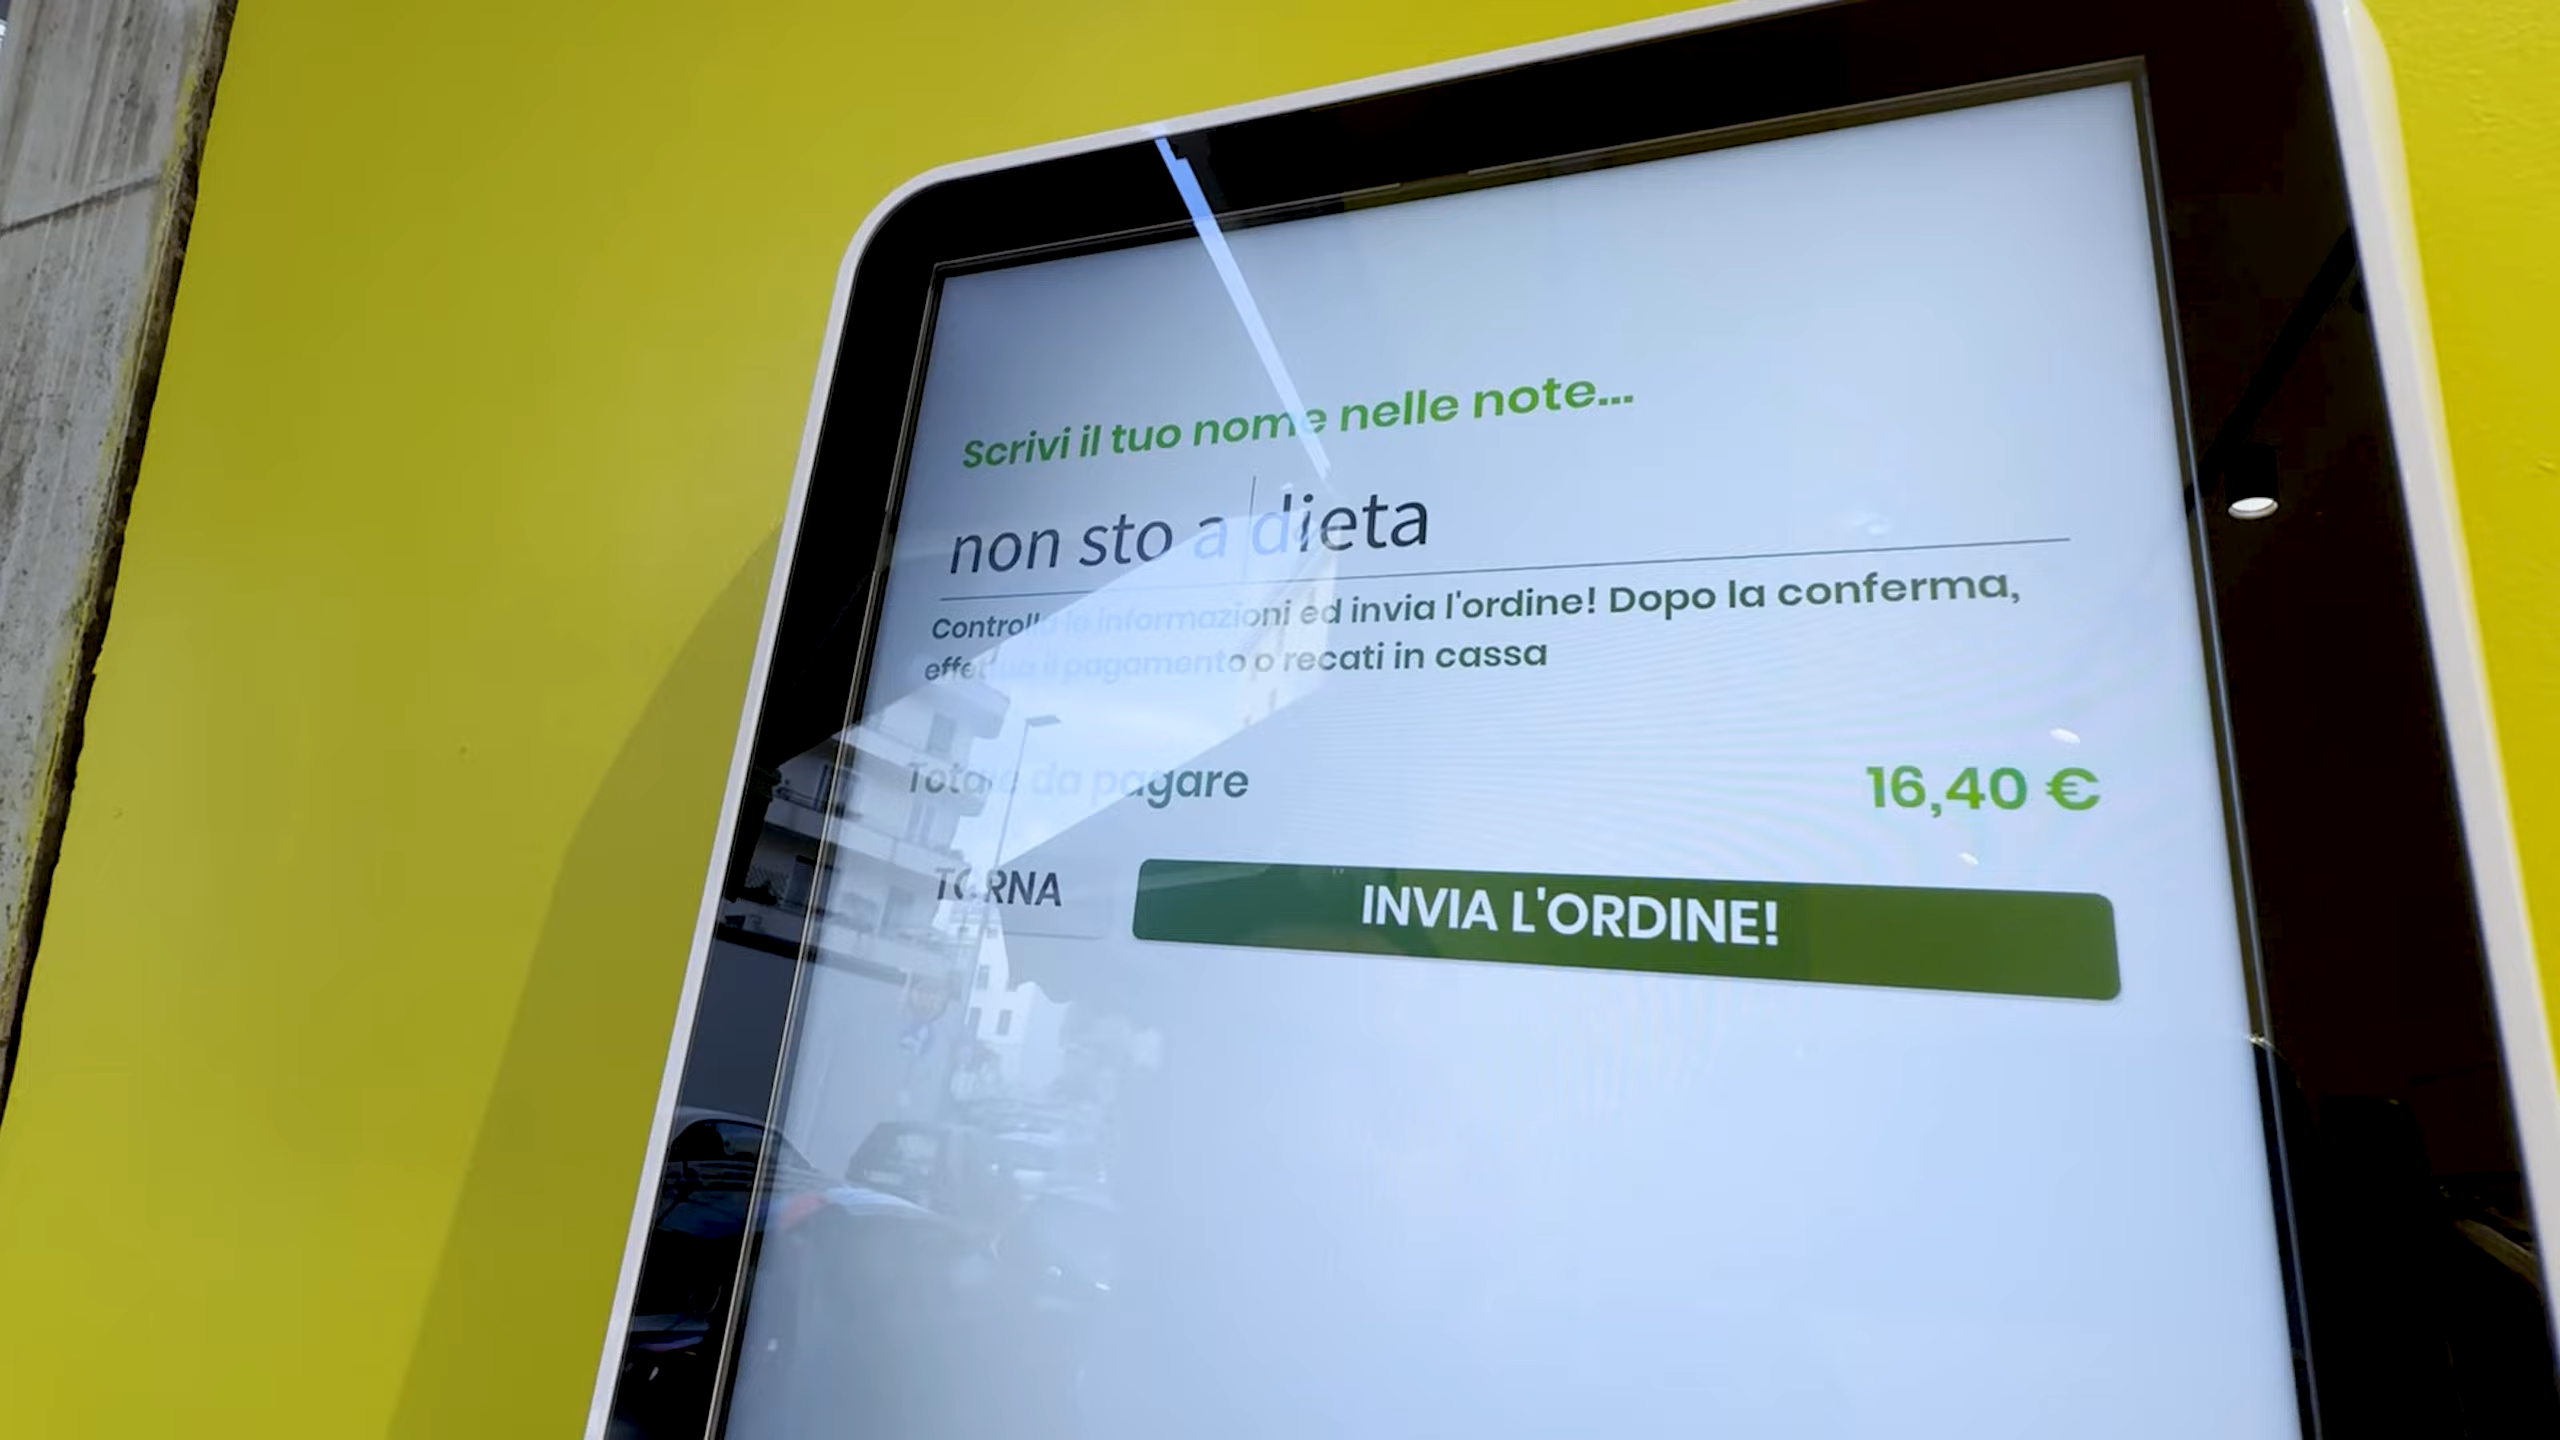 Scrivi il tuo nome nelle note...
non sto a dieta
Controlla le informazioni ed invia l'ordine! Dopo la conferma,
effettua il pagamento o recati in cassa
Totale da pagare
16,40 €
TORNA
INVIA L'ORDINE!